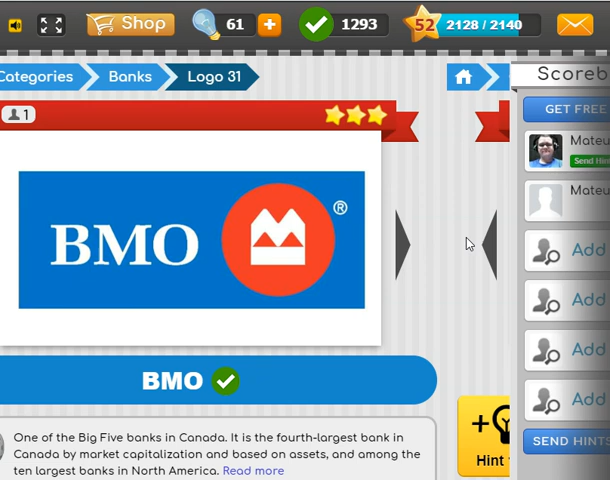 Shop
61
1293
52
2128 / 2140
Categories
Banks
Logo 31
Scoreb
1
GET FREE
Mateu
Send Hin
Mateu
BMO
®
Add
Add
Add
Add
BMO
One of the Big Five banks in Canada. It is the fourth-largest bank in
Canada by market capitalization and based on assets, and among the
ten largest banks in North America. Read more
+
Hint
SEND HINTS